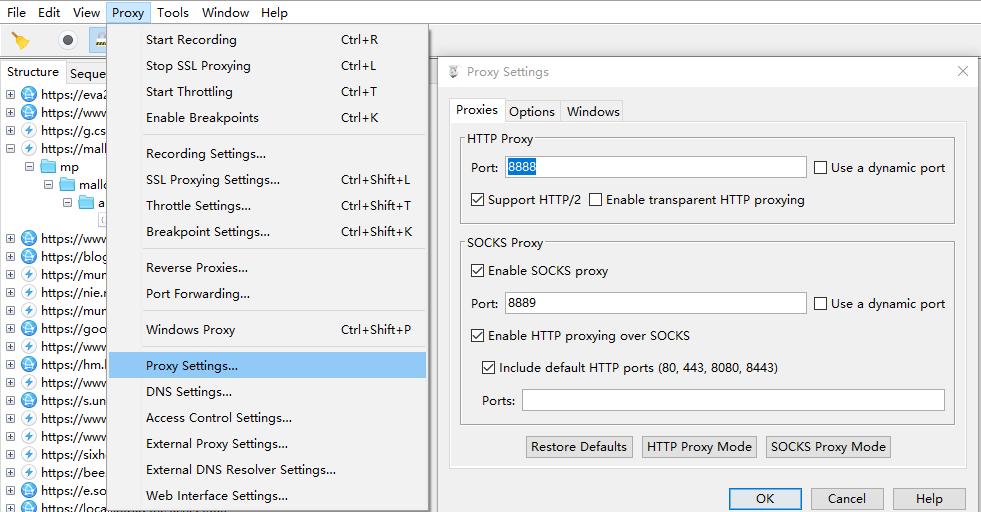 File Edit View Proxy Tools Window Help
Start Recording Ctrl+R
Stop SSL Proxying Ctrl+L
Start Throttling Ctrl+T
Enable Breakpoints Ctrl+K
Recording Settings...
SSL Proxying Settings... Ctrl+Shift+L
Throttle Settings... Ctrl+Shift+T
Breakpoint Settings... Ctrl+Shift+K
Reverse Proxies...
Port Forwarding...
Windows Proxy Ctrl+Shift+P
Proxy Settings...
DNS Settings...
Access Control Settings...
External Proxy Settings...
External DNS Resolver Settings...
Web Interface Settings...
Structure Seque
https://eva2
https://www
https://g.cs
https://mall
mp
mallc
a
https://www
https://blog
https://mun
https://nie.n
https://mun
https://goo
https://www
https://hm.l
https://www
https://s.un
https://www
https://www
https://sixh
https://bee
https://e.so
Proxy Settings
Proxies Options Windows
HTTP Proxy
Port: 8888 Use a dynamic port
Support HTTP/2 Enable transparent HTTP proxying
SOCKS Proxy
Enable SOCKS proxy
Port: 8889 Use a dynamic port
Enable HTTP proxying over SOCKS
Include default HTTP ports (80, 443, 8080, 8443)
Ports:
Restore Defaults HTTP Proxy Mode SOCKS Proxy Mode
OK Cancel Help